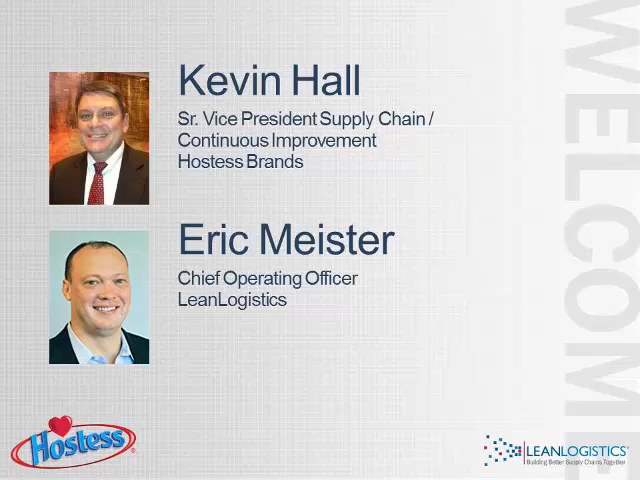 Kevin Hall
Sr. Vice President Supply Chain /
Continuous Improvement
Hostess Brands
Eric Meister
Chief Operating Officer
LeanLogistics
WELCOME
Hostess®
LEANLOGISTICS®
Building Better Supply Chains Together